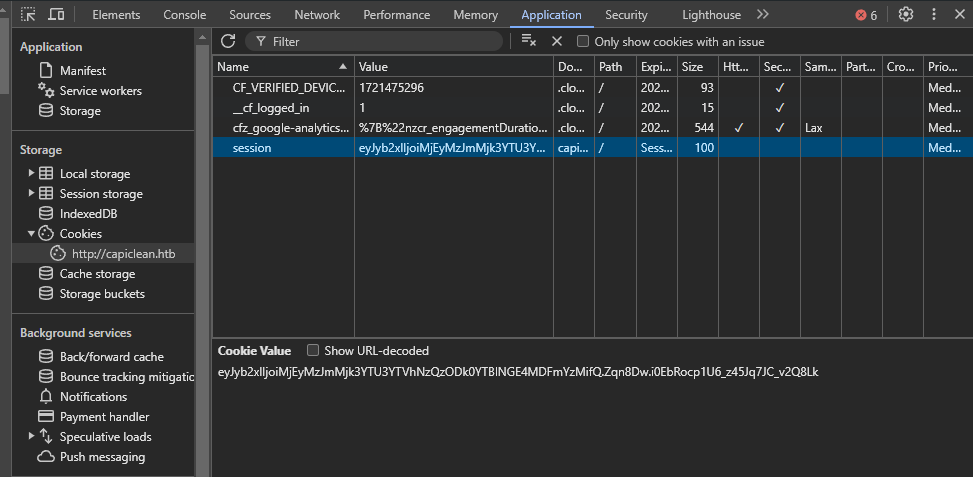 Elements Console Sources Network Performance Memory Application Security Lighthouse 6
Application
Manifest
Service workers
Storage
Storage
Local storage
Session storage
IndexedDB
Cookies
http://capiclean.htb
Cache storage
Storage buckets
Background services
Back/forward cache
Bounce tracking mitigatio
Notifications
Payment handler
Speculative loads
Push messaging
Filter Only show cookies with an issue
Name Value Do... Path Expi... Size Htt... Sec... Sam... Part... Cro... Prio...
CF_VERIFIED_DEVIC... 1721475296 .clo... / 202... 93 ✓ Med...
__cf_logged_in 1 .clo... / 202... 15 ✓ Med...
cfz_google-analytics... %7B%22nzcr_engagementDuratio... .clo... / 202... 544 ✓ ✓ Lax Med...
session eyJyb2xlIjoiMjEyMzJmMjk3YTU3Y... capi... / Sess... 100 Med...
Cookie Value Show URL-decoded
eyJyb2xlIjoiMjEyMzJmMjk3YTU3YTVhNzQzODk0YTBlNGE4MDFmYzMifQ.Zqn8Dw.i0EbRocp1U6_z45Jq7JC_v2Q8Lk